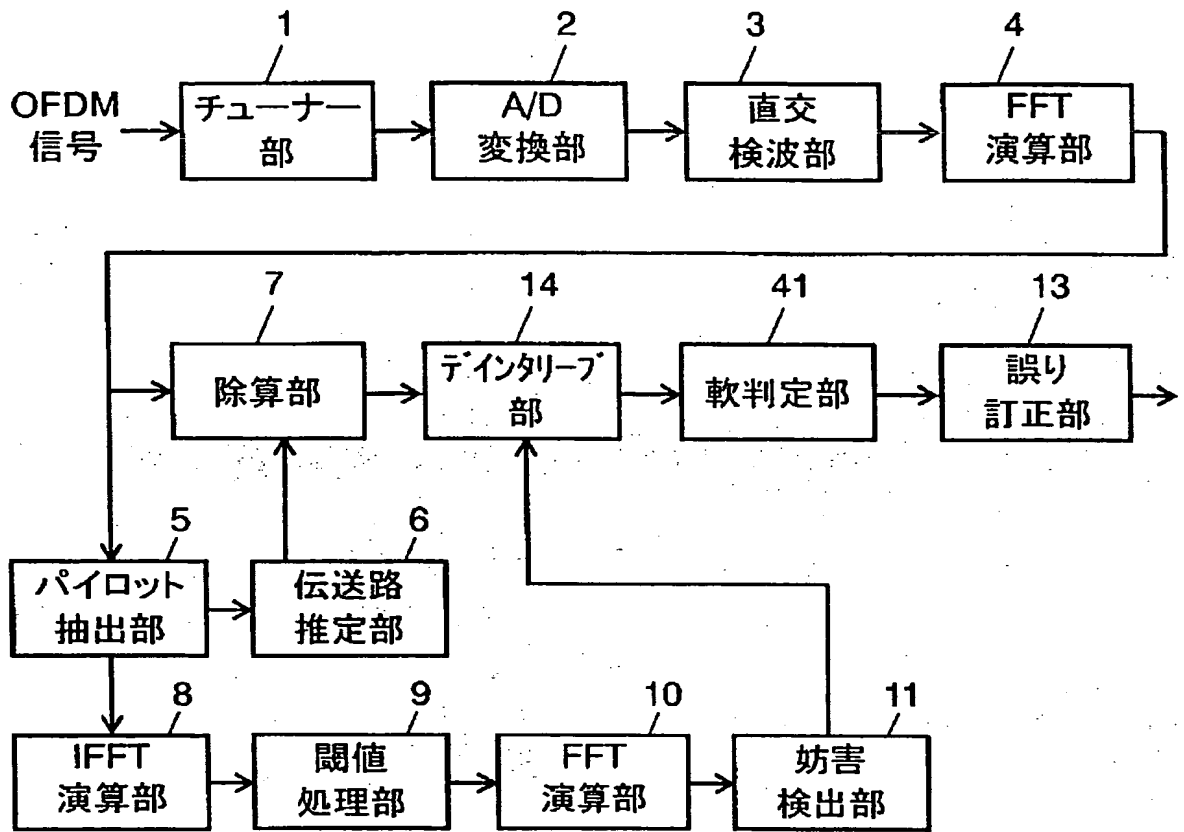 1
2
3
4
OFDM
信号
チューナー
部
A/D
変換部
直交
検波部
FFT
演算部
7
14
41
13
除算部
デインタリーブ
部
軟判定部
誤り
訂正部
5
6
パイロット
抽出部
伝送路
推定部
8
9
10
11
IFFT
演算部
閾値
処理部
FFT
演算部
妨害
検出部